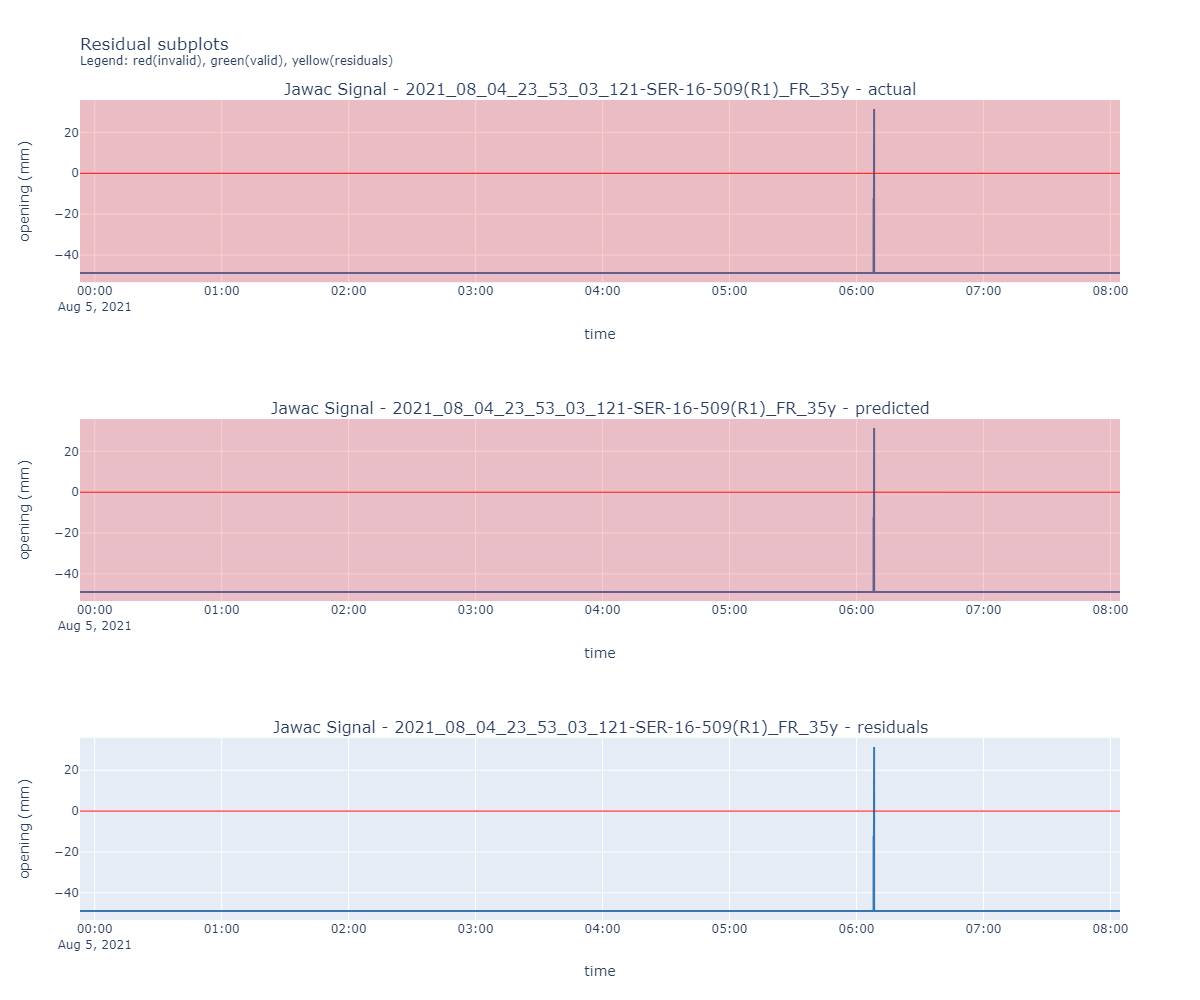 Residual subplots
Legend: red(invalid), green(valid), yellow(residuals)
Jawac Signal - 2021_08_04_23_53_03_121-SER-16-509(R1)_FR_35y - actual
opening (mm)
20
0
−20
−40
00:00 01:00 02:00 03:00 04:00 05:00 06:00 07:00 08:00
Aug 5, 2021
time
Jawac Signal - 2021_08_04_23_53_03_121-SER-16-509(R1)_FR_35y - predicted
opening (mm)
20
0
−20
−40
00:00 01:00 02:00 03:00 04:00 05:00 06:00 07:00 08:00
Aug 5, 2021
time
Jawac Signal - 2021_08_04_23_53_03_121-SER-16-509(R1)_FR_35y - residuals
opening (mm)
20
0
−20
−40
00:00 01:00 02:00 03:00 04:00 05:00 06:00 07:00 08:00
Aug 5, 2021
time